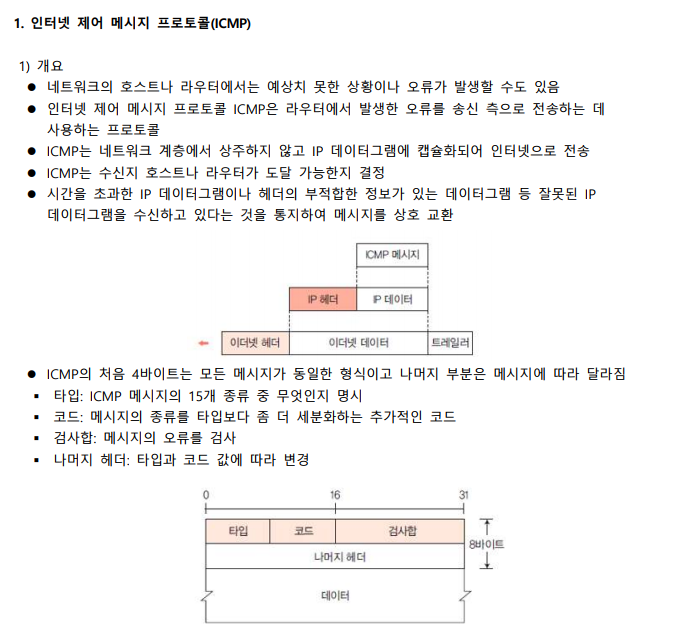 1. 인터넷 제어 메시지 프로토콜(ICMP)
1) 개요
● 네트워크의 호스트나 라우터에서는 예상치 못한 상황이나 오류가 발생할 수도 있음
● 인터넷 제어 메시지 프로토콜 ICMP은 라우터에서 발생한 오류를 송신 측으로 전송하는 데
사용하는 프로토콜
● ICMP는 네트워크 계층에서 상주하지 않고 IP 데이터그램에 캡슐화되어 인터넷으로 전송
● ICMP는 수신지 호스트나 라우터가 도달 가능한지 결정
● 시간을 초과한 IP 데이터그램이나 헤더의 부적합한 정보가 있는 데이터그램 등 잘못된 IP
데이터그램을 수신하고 있다는 것을 통지하여 메시지를 상호 교환
ICMP 메시지
IP 헤더 IP 데이터
이더넷 헤더 이더넷 데이터 트레일러
● ICMP의 처음 4바이트는 모든 메시지가 동일한 형식이고 나머지 부분은 메시지에 따라 달라짐
▪ 타입: ICMP 메시지의 15개 종류 중 무엇인지 명시
▪ 코드: 메시지의 종류를 타입보다 좀 더 세분화하는 추가적인 코드
▪ 검사합: 메시지의 오류를 검사
▪ 나머지 헤더: 타입과 코드 값에 따라 변경
0 16 31
타입 코드 검사합
8바이트
나머지 헤더
데이터